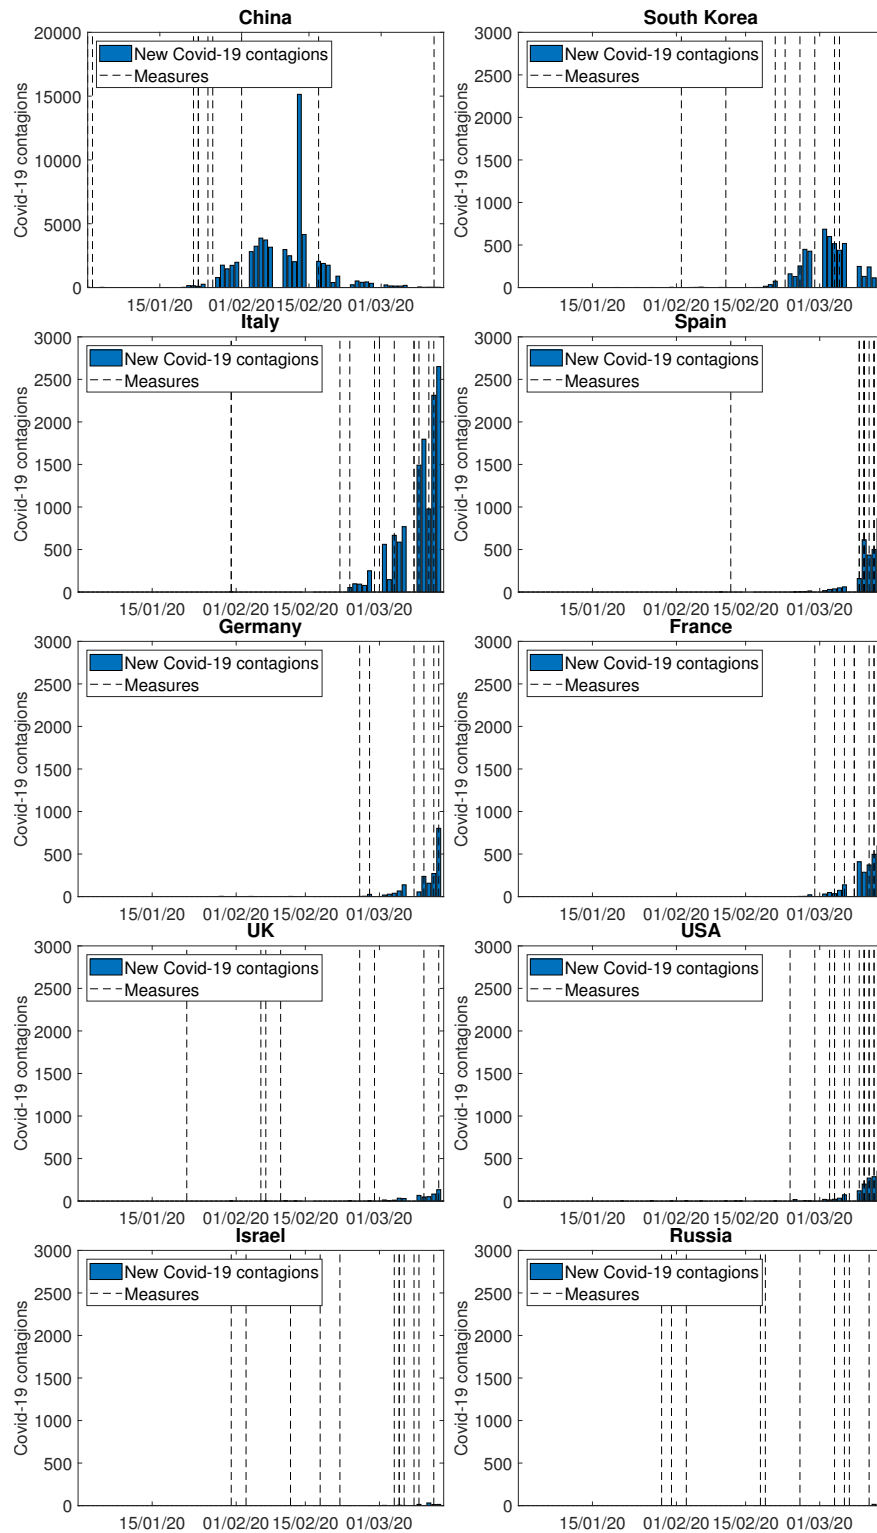 China
20000
15000
10000
5000
0
Covid-19 contagions
New Covid-19 contagions
Measures
15/01/20 01/02/20 15/02/20 01/03/20
South Korea
3000
2500
2000
1500
1000
500
0
Covid-19 contagions
New Covid-19 contagions
Measures
15/01/20 01/02/20 15/02/20 01/03/20
Italy
3000
2500
2000
1500
1000
500
0
Covid-19 contagions
New Covid-19 contagions
Measures
15/01/20 01/02/20 15/02/20 01/03/20
Spain
3000
2500
2000
1500
1000
500
0
Covid-19 contagions
New Covid-19 contagions
Measures
15/01/20 01/02/20 15/02/20 01/03/20
Germany
3000
2500
2000
1500
1000
500
0
Covid-19 contagions
New Covid-19 contagions
Measures
15/01/20 01/02/20 15/02/20 01/03/20
France
3000
2500
2000
1500
1000
500
0
Covid-19 contagions
New Covid-19 contagions
Measures
15/01/20 01/02/20 15/02/20 01/03/20
UK
3000
2500
2000
1500
1000
500
0
Covid-19 contagions
New Covid-19 contagions
Measures
15/01/20 01/02/20 15/02/20 01/03/20
USA
3000
2500
2000
1500
1000
500
0
Covid-19 contagions
New Covid-19 contagions
Measures
15/01/20 01/02/20 15/02/20 01/03/20
Israel
3000
2500
2000
1500
1000
500
0
Covid-19 contagions
New Covid-19 contagions
Measures
15/01/20 01/02/20 15/02/20 01/03/20
Russia
3000
2500
2000
1500
1000
500
0
Covid-19 contagions
New Covid-19 contagions
Measures
15/01/20 01/02/20 15/02/20 01/03/20